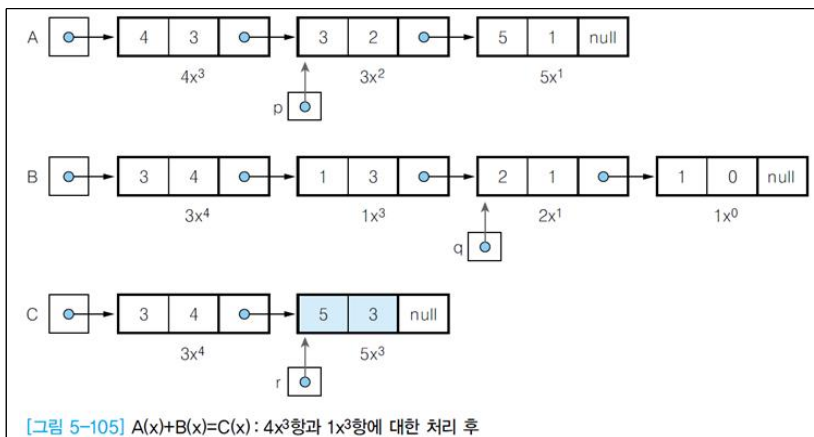 A 4 3 3 2 5 1 null
4x³ 3x² 5x¹
p
B 3 4 1 3 2 1 1 0 null
3x⁴ 1x³ 2x¹ 1x⁰
q
C 3 4 5 3 null
3x⁴ 5x³
r
[그림 5-105] A(x)+B(x)=C(x) : 4x³항과 1x³항에 대한 처리 후